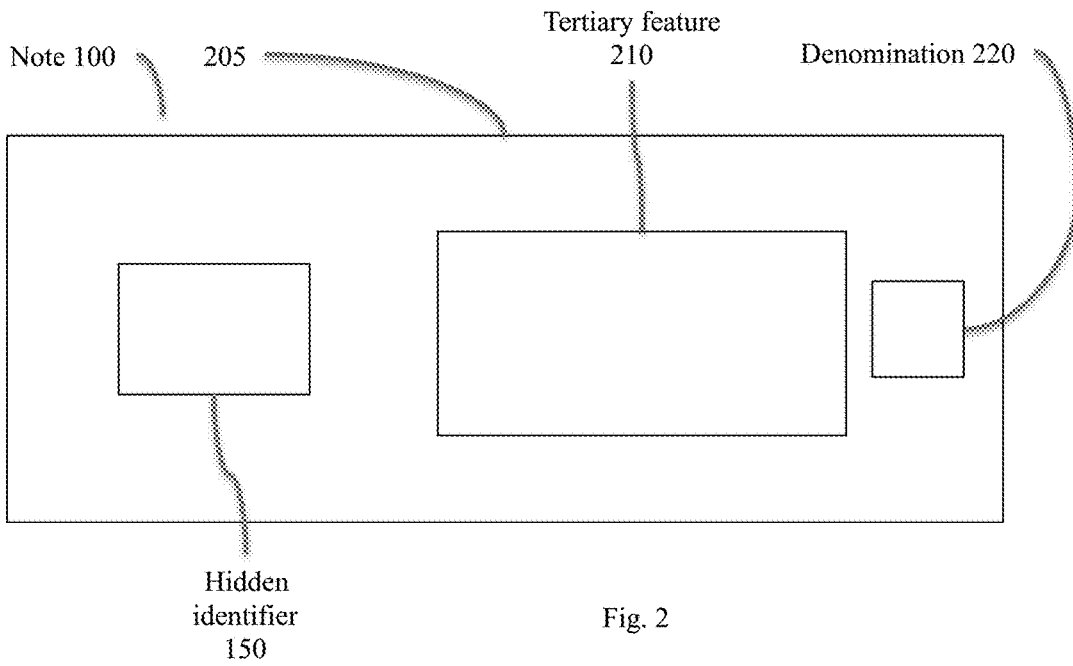 Tertiary feature
210
Note 100
205
Denomination 220
Hidden
identifier
150
Fig. 2